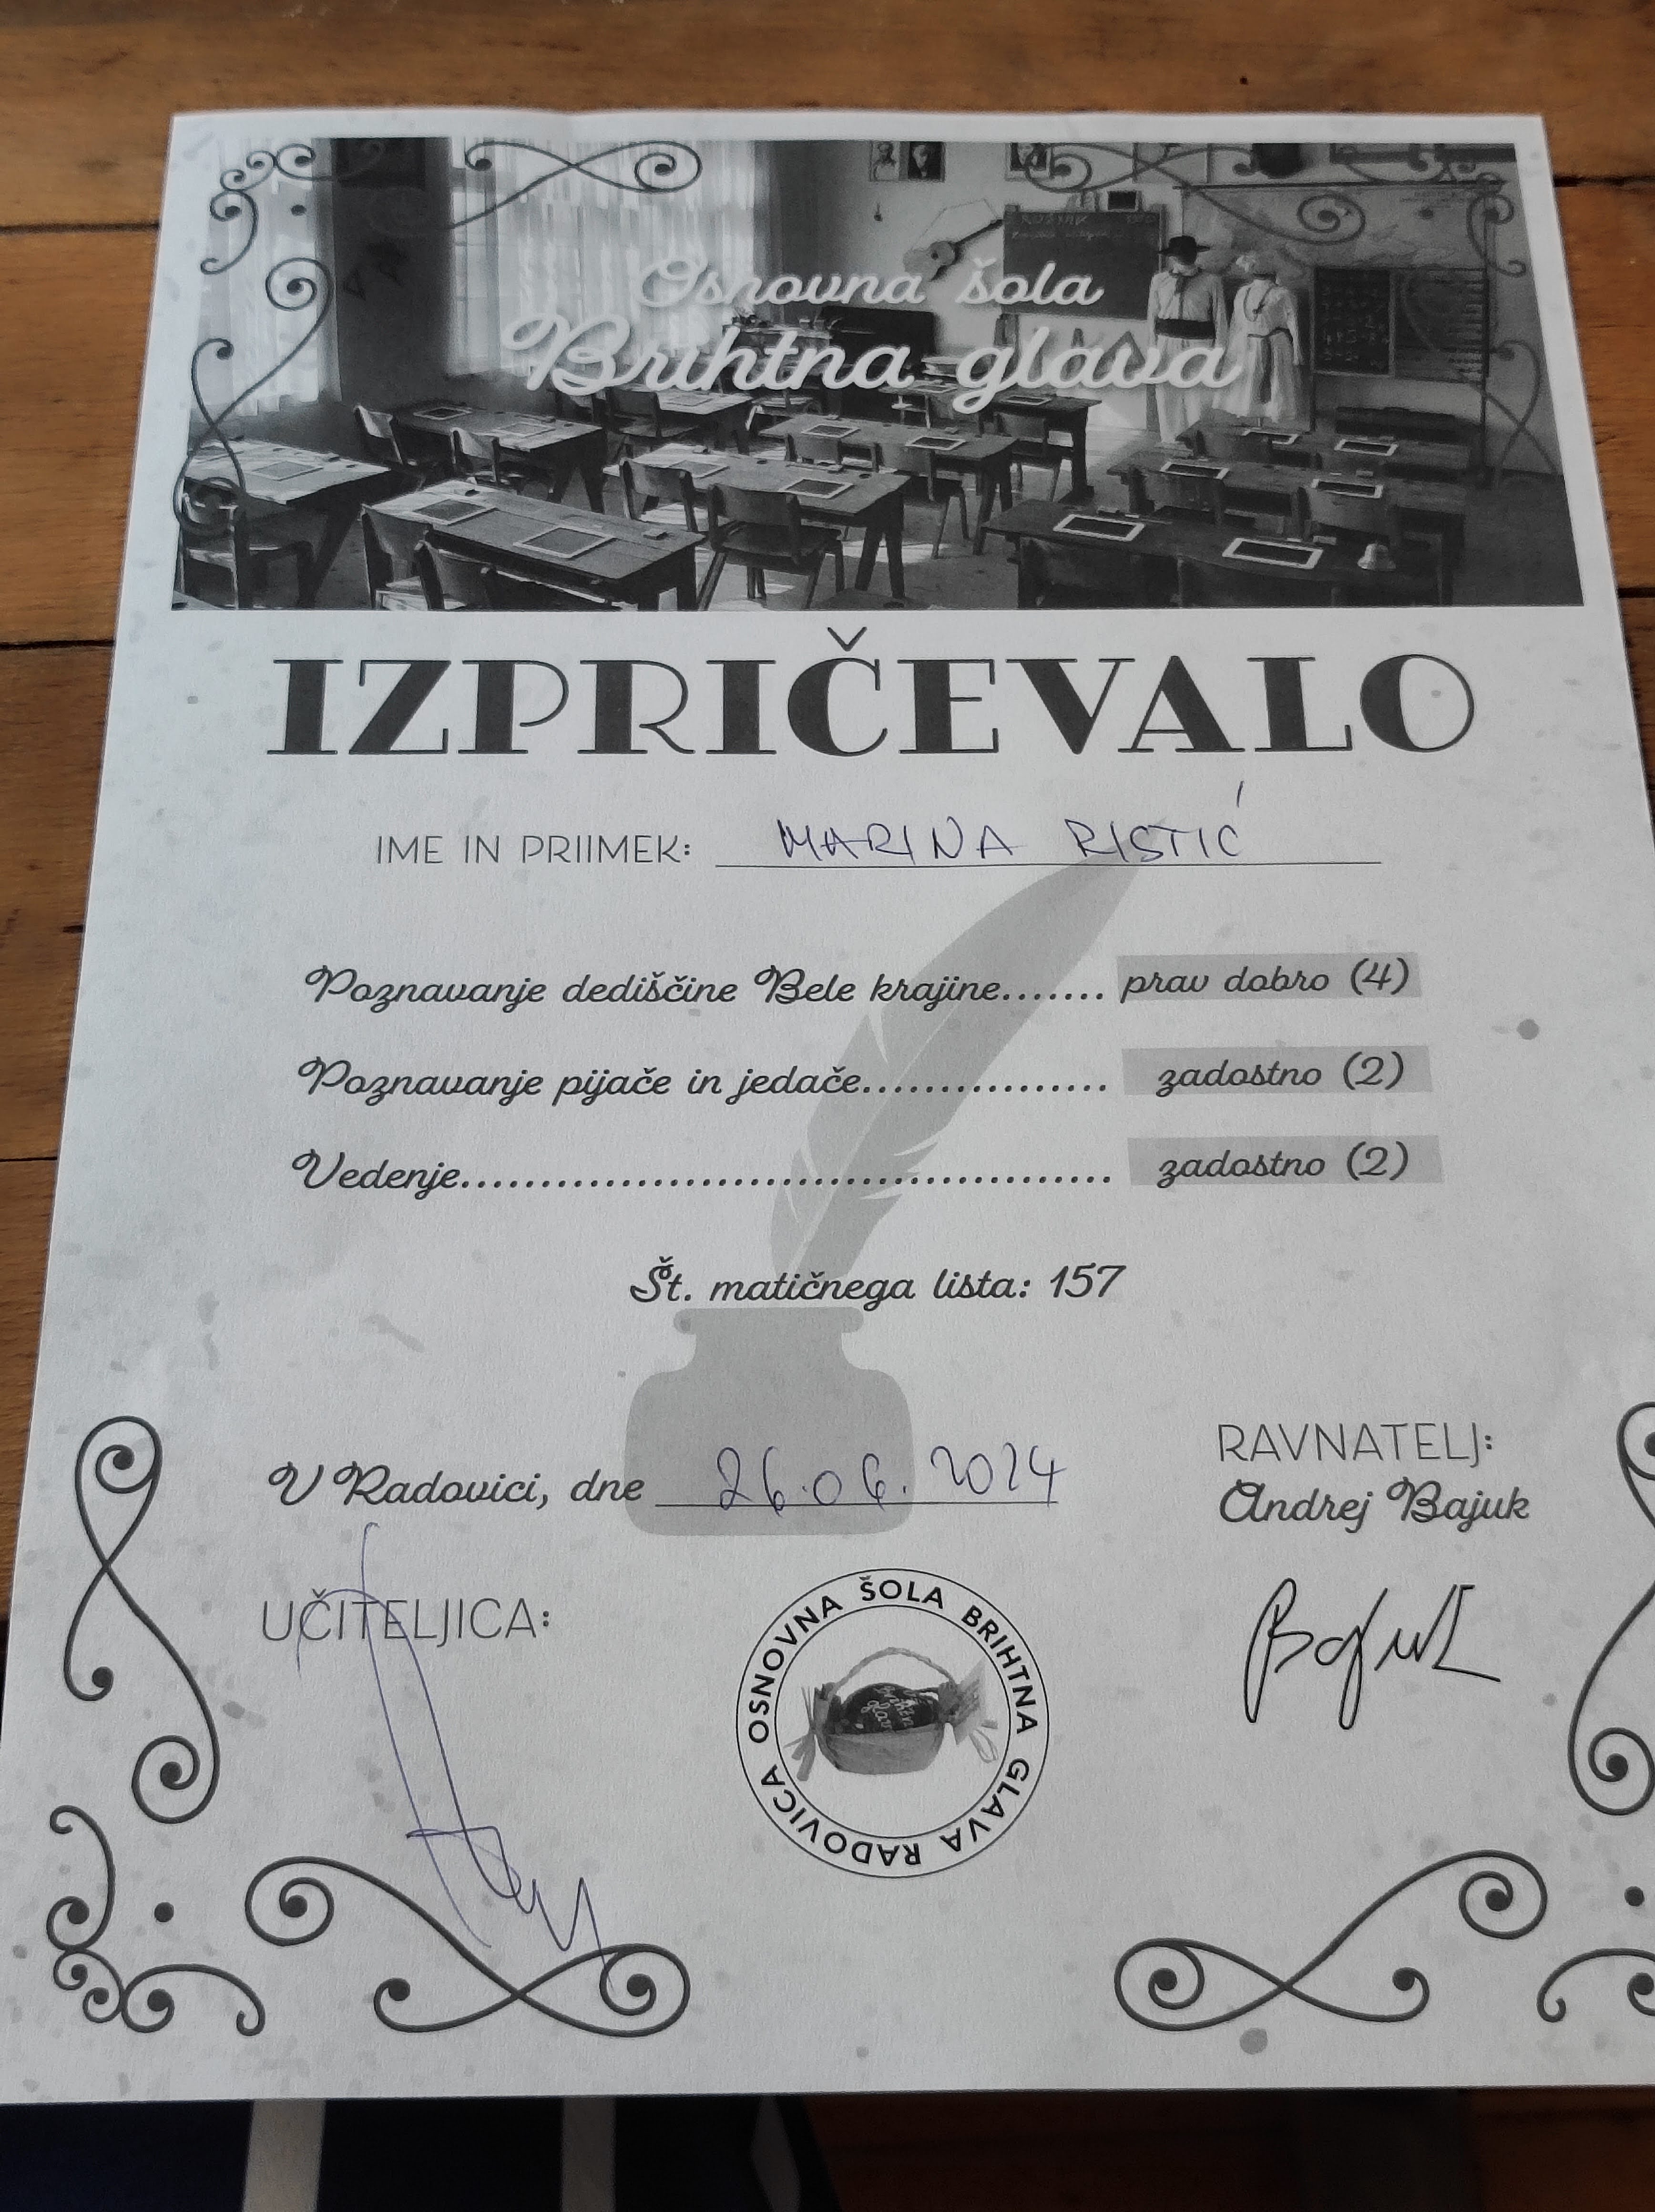 Osnovna šola
Brihtna glava
IZPRIČEVALO
IME IN PRIIMEK: MARINA RISTIĆ
Poznavanje dediščine Bele krajine....... prav dobro (4)
Poznavanje pijače in jedače................ zadostno (2)
Vedenje.......................................... zadostno (2)
Št. matičnega lista: 157
V Radovici, dne 26.06.2024
RAVNATELJ:
Andrej Bajuk
Bajuk
UČITELJICA:
OSNOVNA ŠOLA BRIHTNA GLAVA RADOVICA